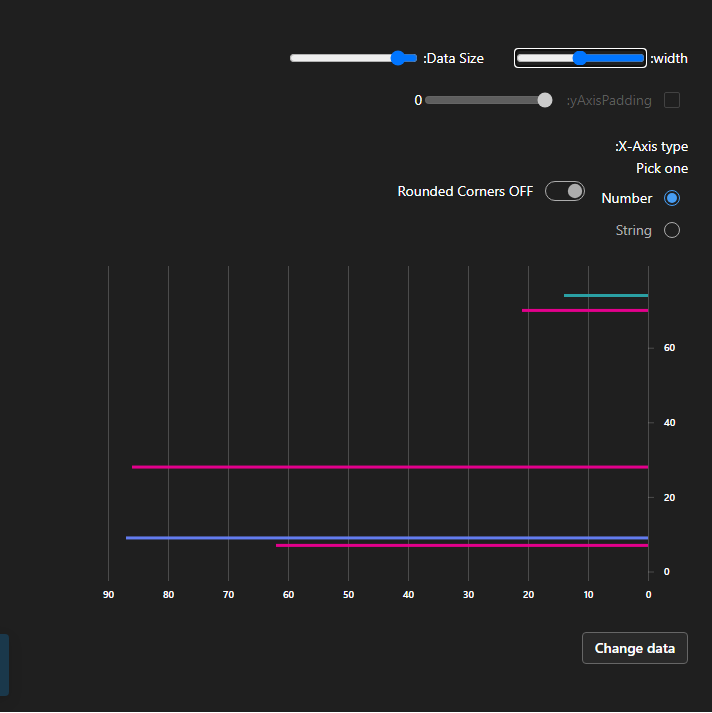 :width
:Data Size
:yAxisPadding
0
:X-Axis type
Pick one
Number
Rounded Corners OFF
String
60
40
20
0
90 80 70 60 50 40 30 20 10 0
Change data